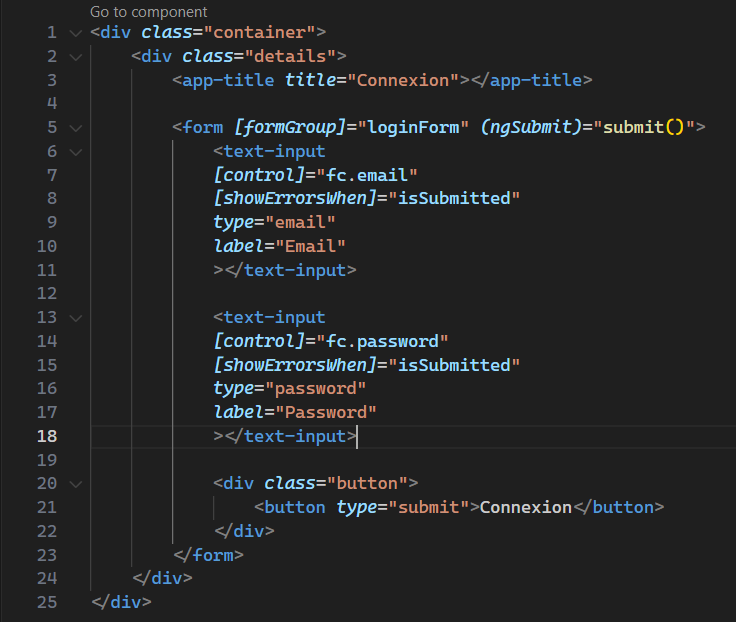 Go to component
1 <div class="container">
2     <div class="details">
3         <app-title title="Connexion"></app-title>
4
5         <form [formGroup]="loginForm" (ngSubmit)="submit()">
6             <text-input
7             [control]="fc.email"
8             [showErrorsWhen]="isSubmitted"
9             type="email"
10             label="Email"
11             ></text-input>
12
13             <text-input
14             [control]="fc.password"
15             [showErrorsWhen]="isSubmitted"
16             type="password"
17             label="Password"
18             ></text-input>
19
20             <div class="button">
21                 <button type="submit">Connexion</button>
22             </div>
23         </form>
24     </div>
25 </div>